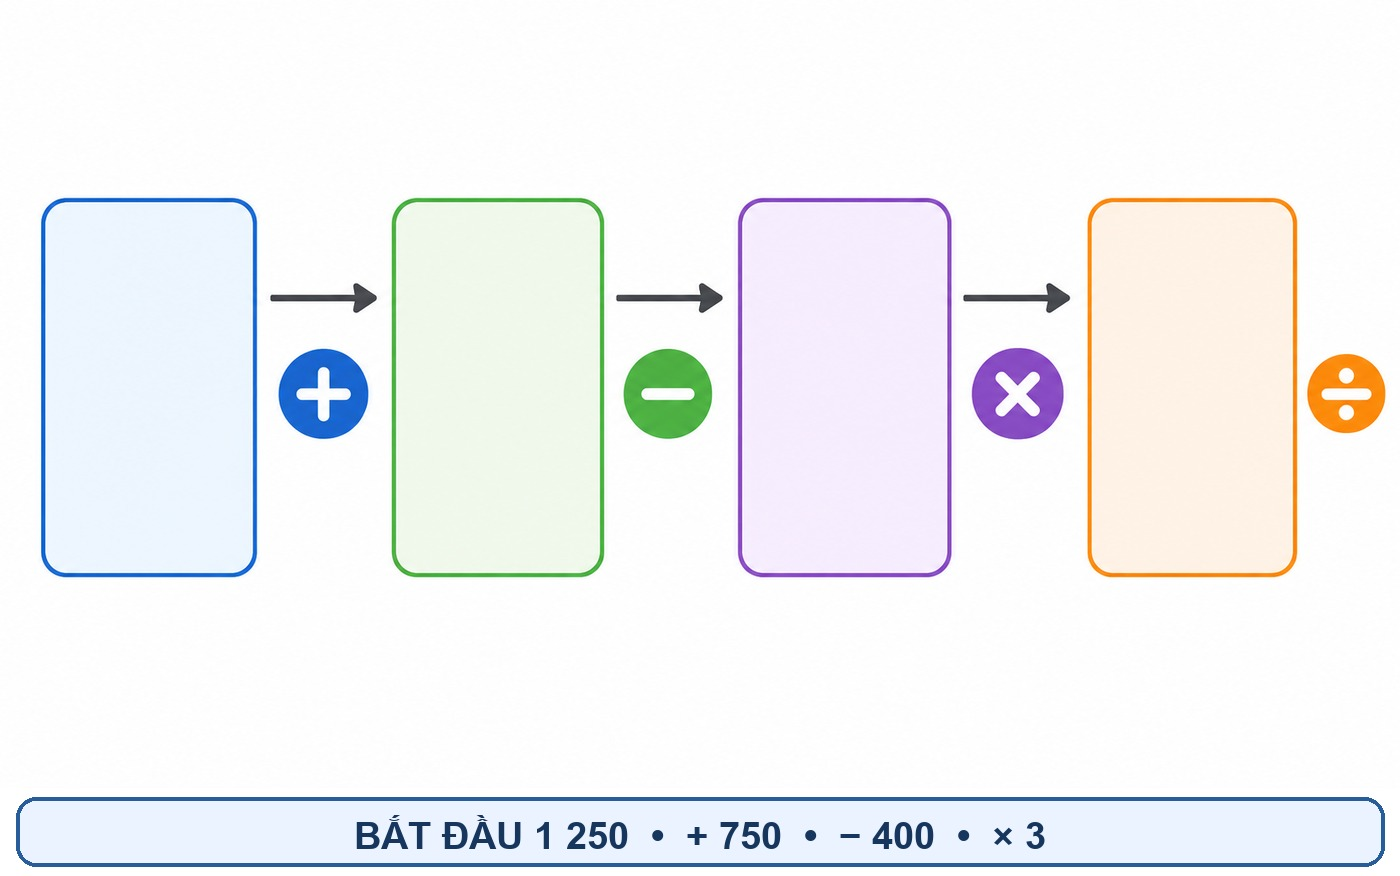 + − × ÷
BẮT ĐẦU 1 250 • + 750 • − 400 • × 3